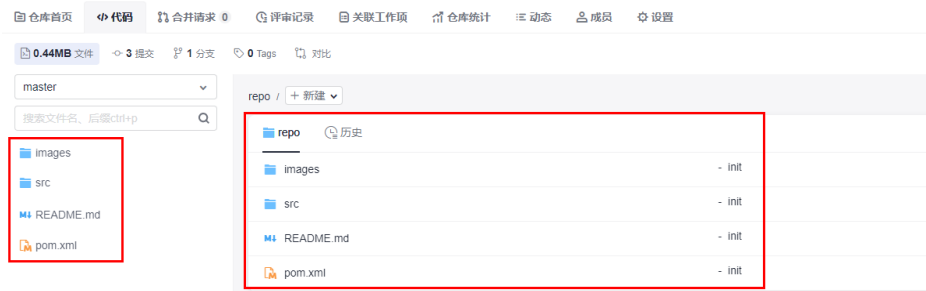 仓库首页 代码 合并请求 0 评审记录 关联工作项 仓库统计 动态 成员 设置
0.44MB 文件 3 提交 1 分支 0 Tags 对比
master
repo / + 新建
搜索文件名、后缀ctrl+p
repo 历史
images
src
README.md
pom.xml
images - init
src - init
README.md - init
pom.xml - init